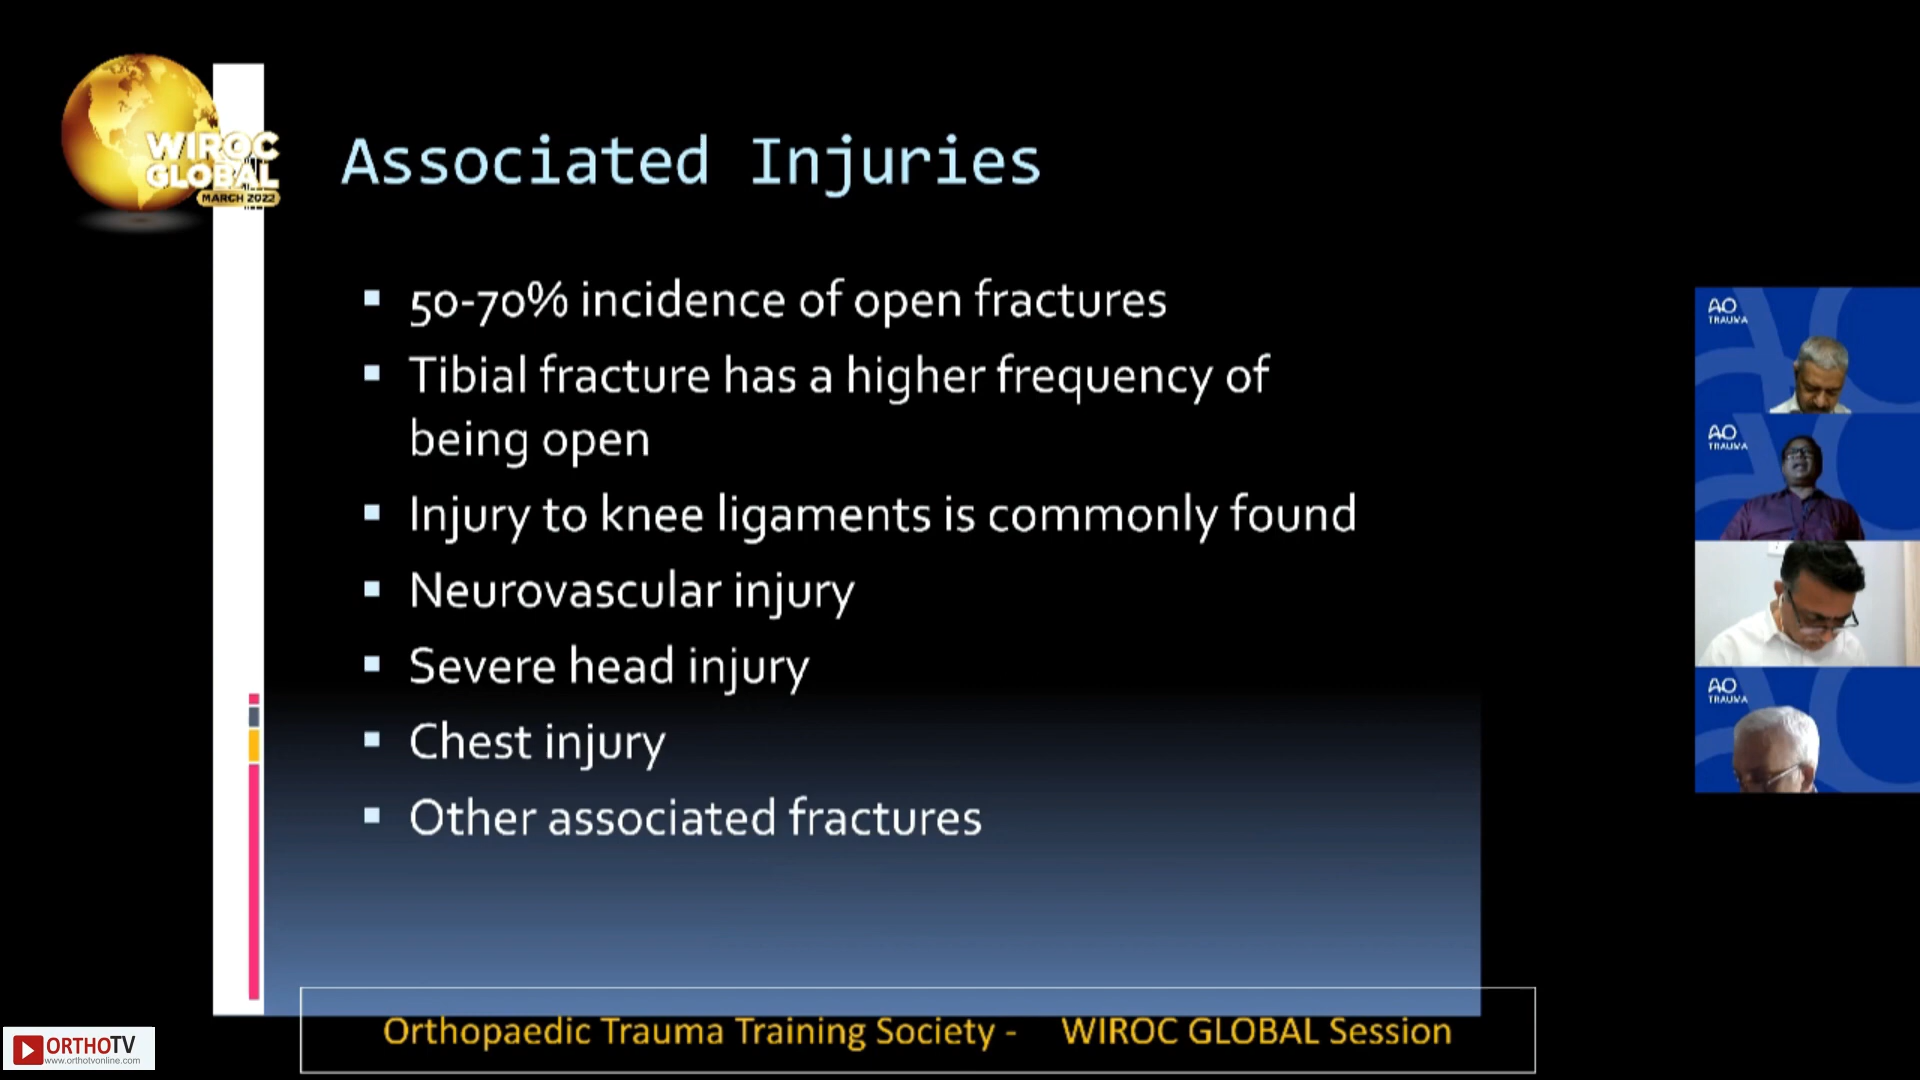 WIROC
GLOBAL
MARCH 2022
Associated Injuries
50-70% incidence of open fractures
Tibial fracture has a higher frequency of
being open
Injury to knee ligaments is commonly found
Neurovascular injury
Severe head injury
Chest injury
Other associated fractures
AO
TRAUMA
AO
TRAUMA
AO
TRAUMA
Orthopaedic Trauma Training Society - WIROC GLOBAL Session
ORTHOTV
www.orthotvonline.com